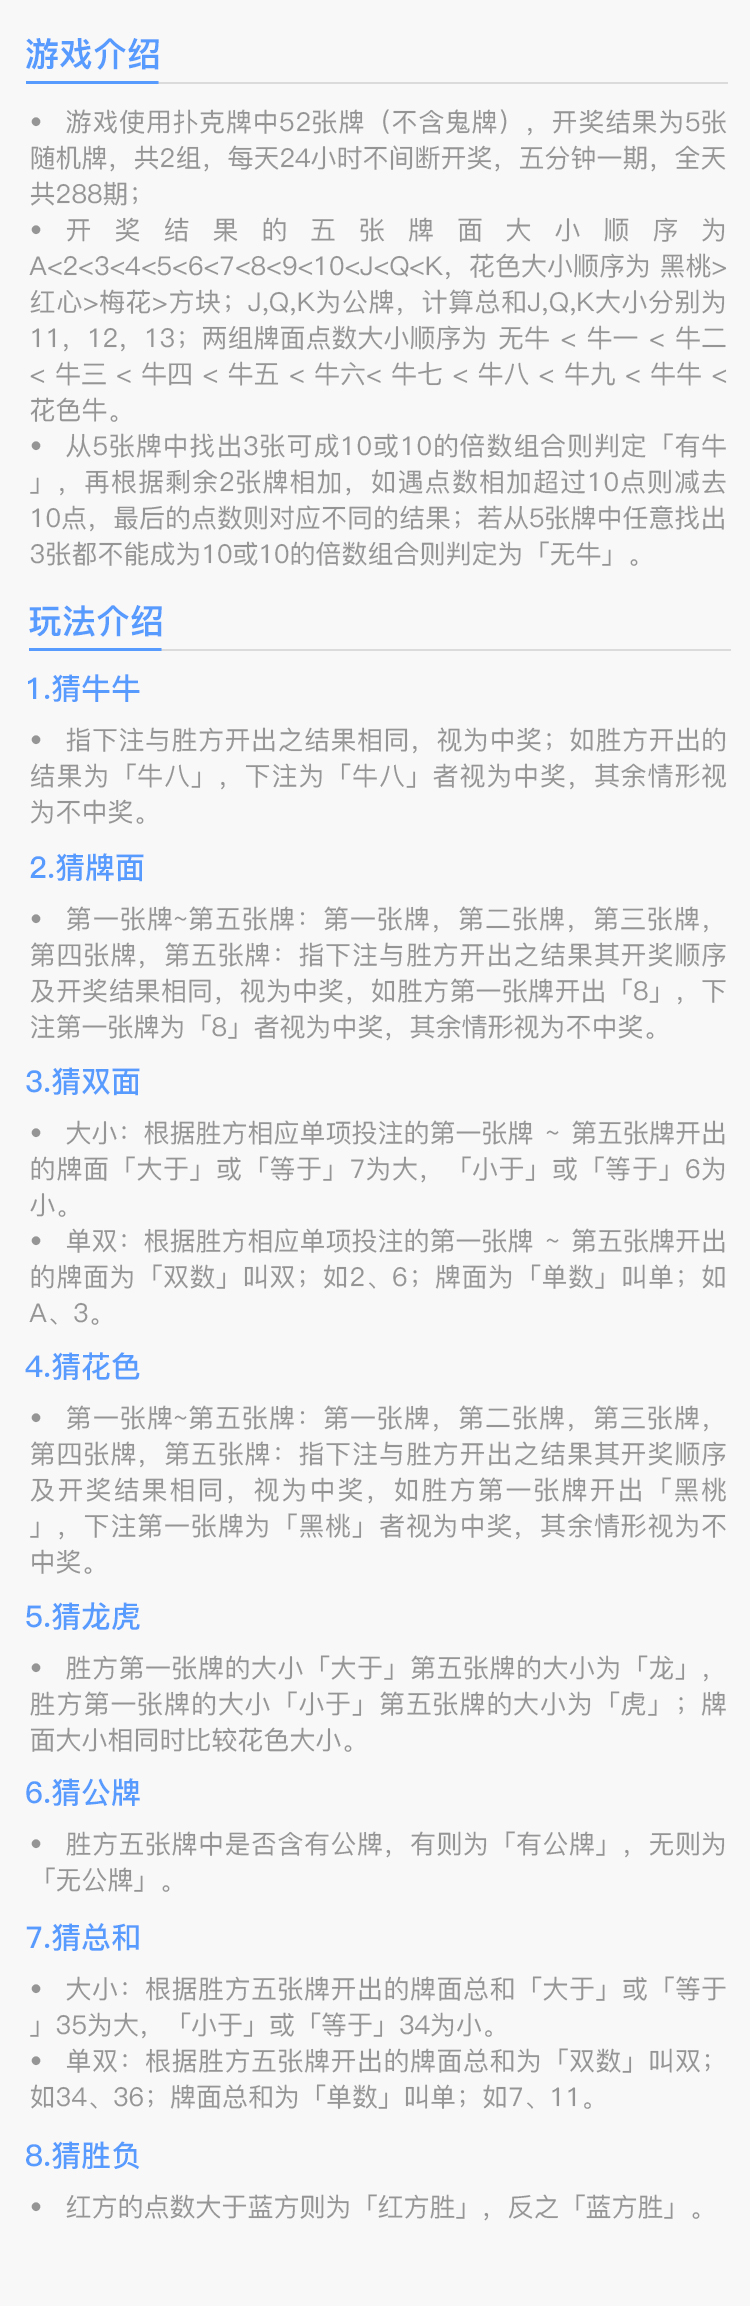 游戏介绍
• 游戏使用扑克牌中52张牌（不含鬼牌），开奖结果为5张
随机牌，共2组，每天24小时不间断开奖，五分钟一期，全天
共288期；
• 开奖结果的五张牌面大小顺序为
A<2<3<4<5<6<7<8<9<10<J<Q<K，花色大小顺序为 黑桃>
红心>梅花>方块；J,Q,K为公牌，计算总和J,Q,K大小分别为
11，12，13；两组牌面点数大小顺序为 无牛 < 牛一 < 牛二
< 牛三 < 牛四 < 牛五 < 牛六< 牛七 < 牛八 < 牛九 < 牛牛 <
花色牛。
• 从5张牌中找出3张可成10或10的倍数组合则判定「有牛
」，再根据剩余2张牌相加，如遇点数相加超过10点则减去
10点，最后的点数则对应不同的结果；若从5张牌中任意找出
3张都不能成为10或10的倍数组合则判定为「无牛」。
玩法介绍
1.猜牛牛
• 指下注与胜方开出之结果相同，视为中奖；如胜方开出的
结果为「牛八」，下注为「牛八」者视为中奖，其余情形视
为不中奖。
2.猜牌面
• 第一张牌~第五张牌：第一张牌，第二张牌，第三张牌，
第四张牌，第五张牌：指下注与胜方开出之结果其开奖顺序
及开奖结果相同，视为中奖，如胜方第一张牌开出「8」，下
注第一张牌为「8」者视为中奖，其余情形视为不中奖。
3.猜双面
• 大小：根据胜方相应单项投注的第一张牌 ~ 第五张牌开出
的牌面「大于」或「等于」7为大，「小于」或「等于」6为
小。
• 单双：根据胜方相应单项投注的第一张牌 ~ 第五张牌开出
的牌面为「双数」叫双；如2、6；牌面为「单数」叫单；如
A、3。
4.猜花色
• 第一张牌~第五张牌：第一张牌，第二张牌，第三张牌，
第四张牌，第五张牌：指下注与胜方开出之结果其开奖顺序
及开奖结果相同，视为中奖，如胜方第一张牌开出「黑桃
」，下注第一张牌为「黑桃」者视为中奖，其余情形视为不
中奖。
5.猜龙虎
• 胜方第一张牌的大小「大于」第五张牌的大小为「龙」，
胜方第一张牌的大小「小于」第五张牌的大小为「虎」；牌
面大小相同时比较花色大小。
6.猜公牌
• 胜方五张牌中是否含有公牌，有则为「有公牌」，无则为
「无公牌」。
7.猜总和
• 大小：根据胜方五张牌开出的牌面总和「大于」或「等于
」35为大，「小于」或「等于」34为小。
• 单双：根据胜方五张牌开出的牌面总和为「双数」叫双；
如34、36；牌面总和为「单数」叫单；如7、11。
8.猜胜负
• 红方的点数大于蓝方则为「红方胜」，反之「蓝方胜」。